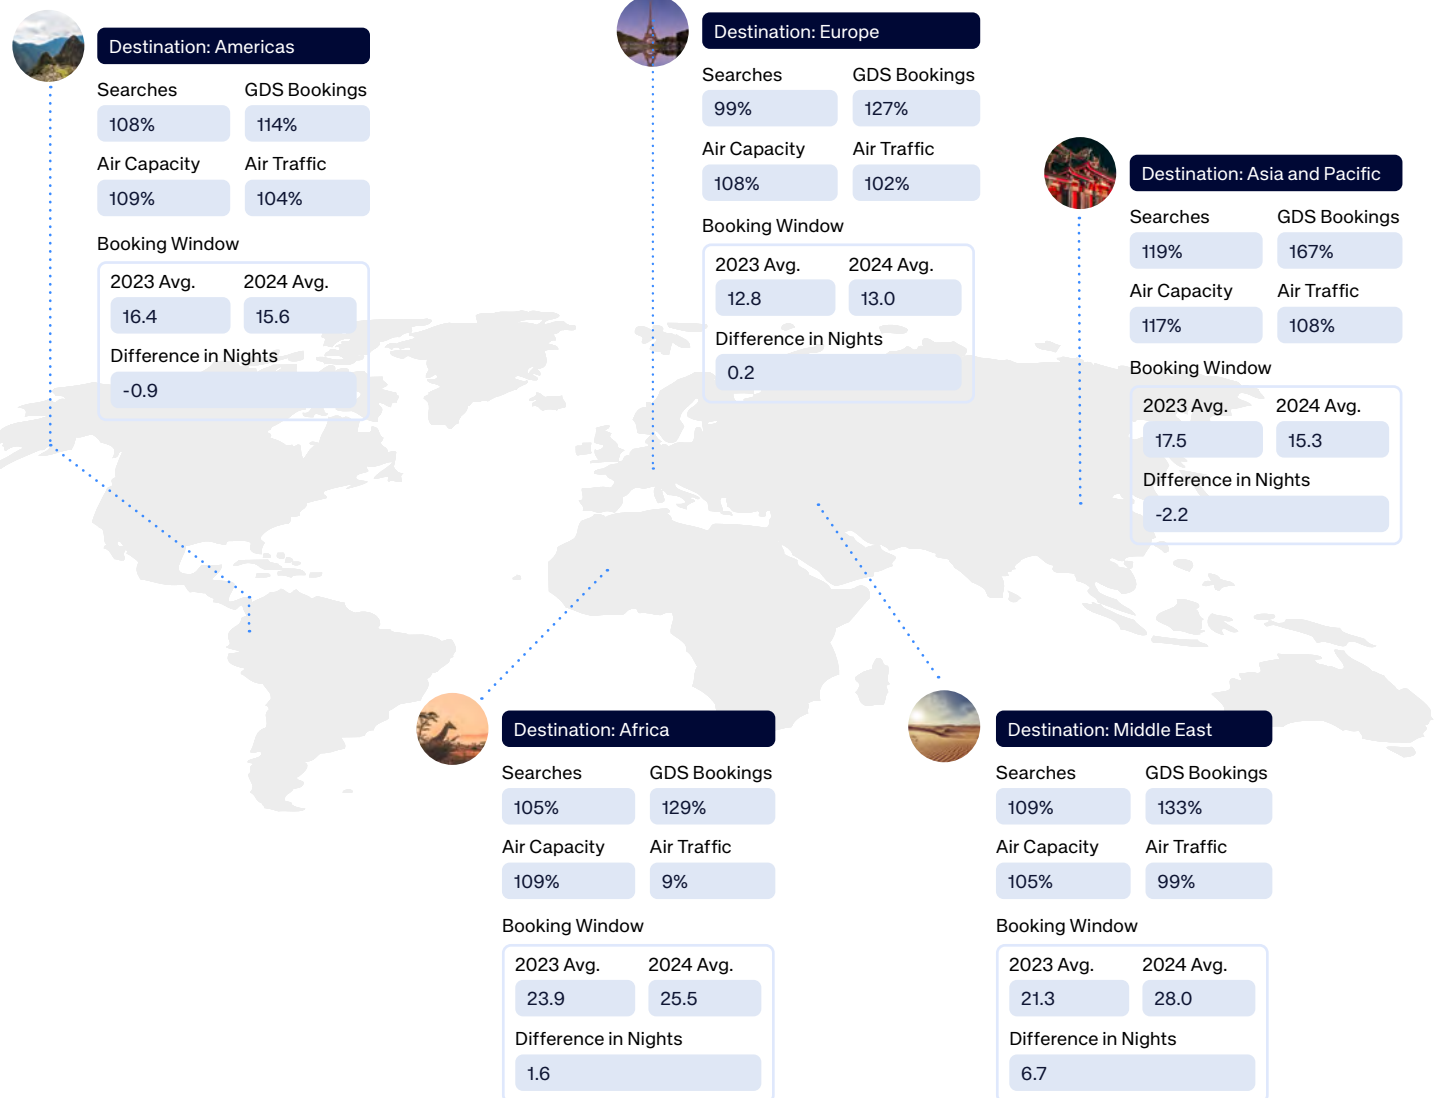 Destination: Americas
Searches GDS Bookings
108% 114%
Air Capacity Air Traffic
109% 104%
Booking Window
2023 Avg. 2024 Avg.
16.4 15.6
Difference in Nights
-0.9
Destination: Europe
Searches GDS Bookings
99% 127%
Air Capacity Air Traffic
108% 102%
Booking Window
2023 Avg. 2024 Avg.
12.8 13.0
Difference in Nights
0.2
Destination: Asia and Pacific
Searches GDS Bookings
119% 167%
Air Capacity Air Traffic
117% 108%
Booking Window
2023 Avg. 2024 Avg.
17.5 15.3
Difference in Nights
-2.2
Destination: Africa
Searches GDS Bookings
105% 129%
Air Capacity Air Traffic
109% 9%
Booking Window
2023 Avg. 2024 Avg.
23.9 25.5
Difference in Nights
1.6
Destination: Middle East
Searches GDS Bookings
109% 133%
Air Capacity Air Traffic
105% 99%
Booking Window
2023 Avg. 2024 Avg.
21.3 28.0
Difference in Nights
6.7